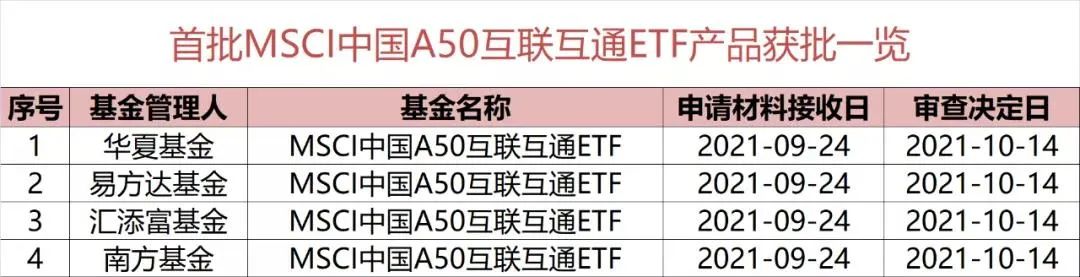 首批MSCI中国A50互联互通ETF产品获批一览
序号 基金管理人 基金名称 申请材料接收日 审查决定日
1 华夏基金 MSCI中国A50互联互通ETF 2021-09-24 2021-10-14
2 易方达基金 MSCI中国A50互联互通ETF 2021-09-24 2021-10-14
3 汇添富基金 MSCI中国A50互联互通ETF 2021-09-24 2021-10-14
4 南方基金 MSCI中国A50互联互通ETF 2021-09-24 2021-10-14